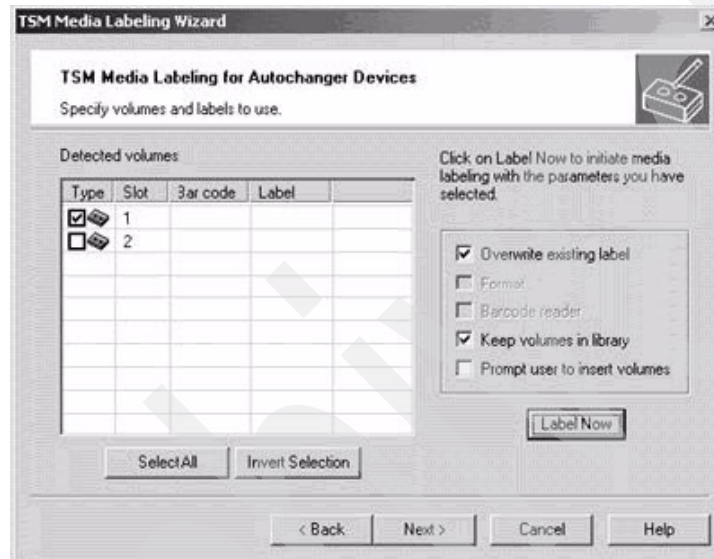 TSM Media Labeling Wizard
TSM Media Labeling for Autochanger Devices
Specify volumes and labels to use.
Detected volumes
Type Slot Bar code Label
1
2
Select All Invert Selection
Click on Label Now to initiate media
labeling with the parameters you have
selected.
Overwrite existing label
Format
Barcode reader
Keep volumes in library
Prompt user to insert volumes
Label Now
< Back Next > Cancel Help